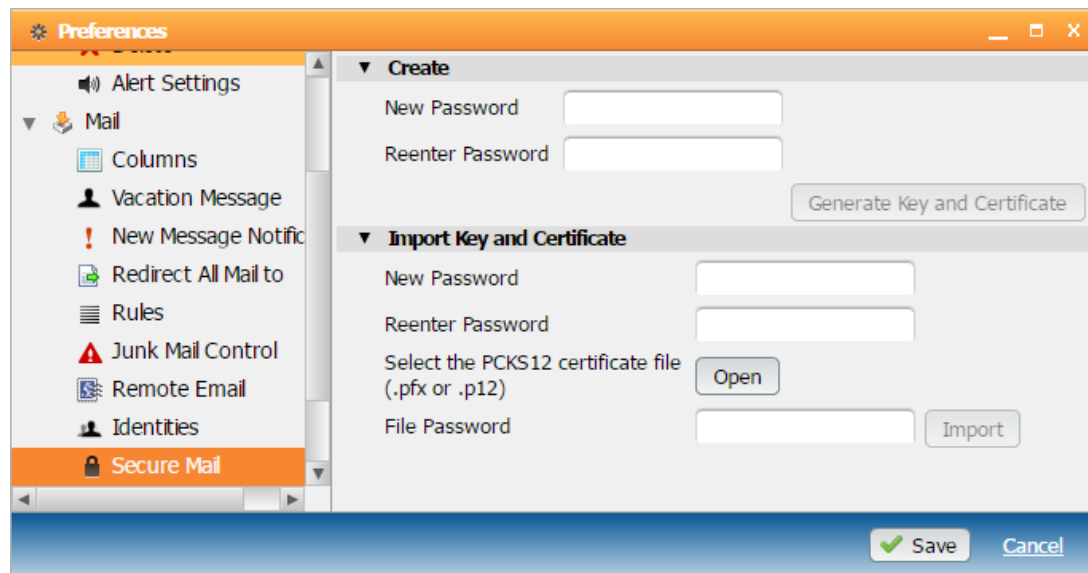 Preferences
Alert Settings
Mail
Columns
Vacation Message
New Message Notific
Redirect All Mail to
Rules
Junk Mail Control
Remote Email
Identities
Secure Mail
Create
New Password
Reenter Password
Generate Key and Certificate
Import Key and Certificate
New Password
Reenter Password
Select the PCKS12 certificate file
(.pfx or .p12)
Open
File Password
Import
Save
Cancel